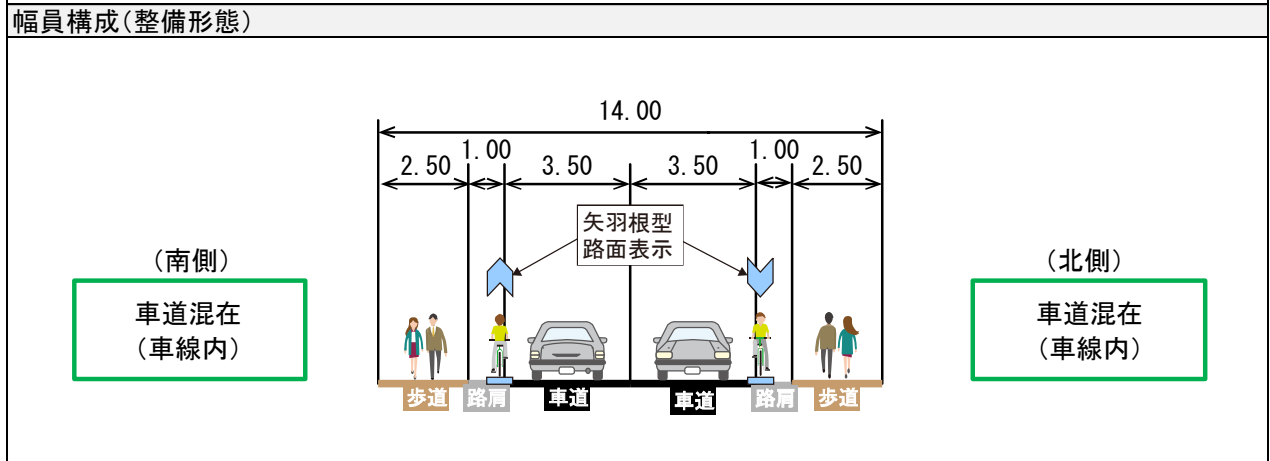 幅員構成(整備形態)
14.00
1.00 1.00
2.50 3.50 3.50 2.50
矢羽根型
路面表示
(南側)
車道混在
(車線内)
(北側)
車道混在
(車線内)
歩道 路肩 車道 車道 路肩 歩道